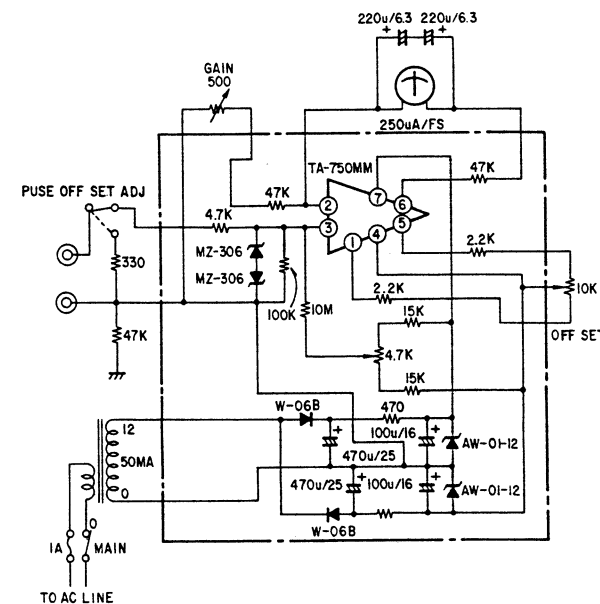 220u/6.3 220u/6.3
+ +
GAIN
500
250uA/FS
TA-750MM
47K
7
6
PUSE OFF SET ADJ
47K
2
5
4.7K
3
4
1
2.2K
MZ-306
330
MZ-306
2.2K
10K
100K
10M
15K
OFF SET
47K
4.7K
15K
W-06B
12
470
+
100u/16
+
AW-01-12
50MA
470u/25
+
470u/25
100u/16
+
AW-01-12
0
W-06B
0
1A
MAIN
TO AC LINE